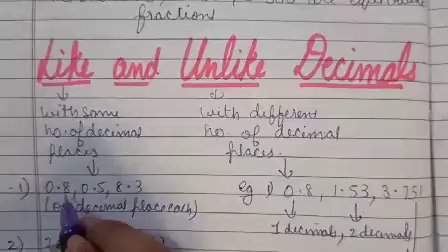 fractions
Like and Unlike Decimals
with same with different
no. of decimal no. of decimal
places places.
-1) 0.8, 0.5, 8.3 Eg 1) 0.8, 1.53, 3.751
decimal place each)
1 decimals, 2 decimals
2)